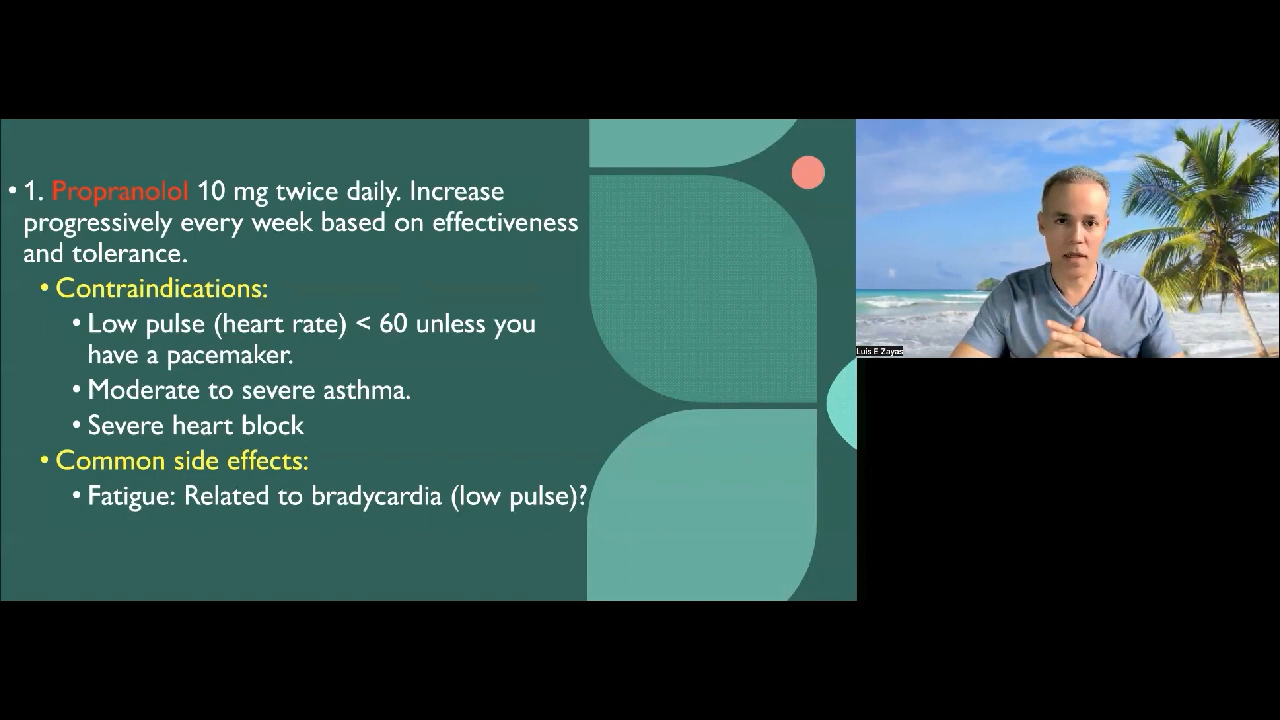 • 1. Propranolol 10 mg twice daily. Increase
progressively every week based on effectiveness
and tolerance.
• Contraindications:
• Low pulse (heart rate) < 60 unless you
have a pacemaker.
• Moderate to severe asthma.
• Severe heart block
• Common side effects:
• Fatigue: Related to bradycardia (low pulse)?
Luis E Zayas